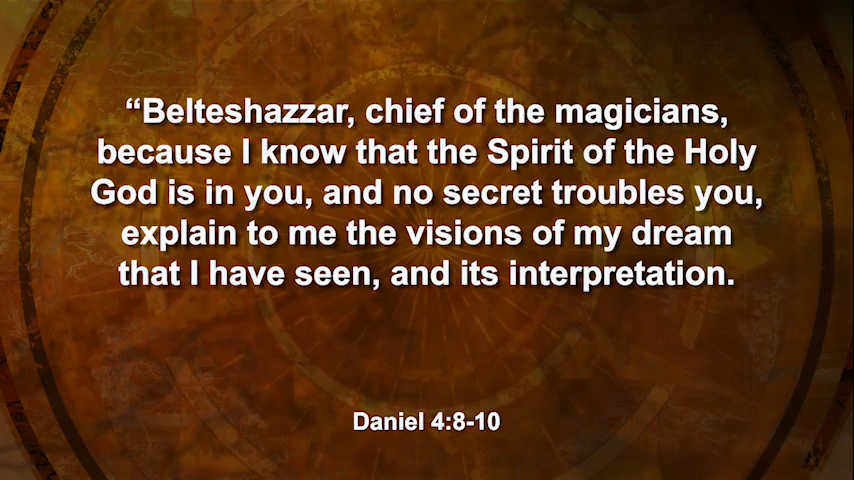 “Belteshazzar, chief of the magicians,
because I know that the Spirit of the Holy
God is in you, and no secret troubles you,
explain to me the visions of my dream
that I have seen, and its interpretation.
Daniel 4:8-10